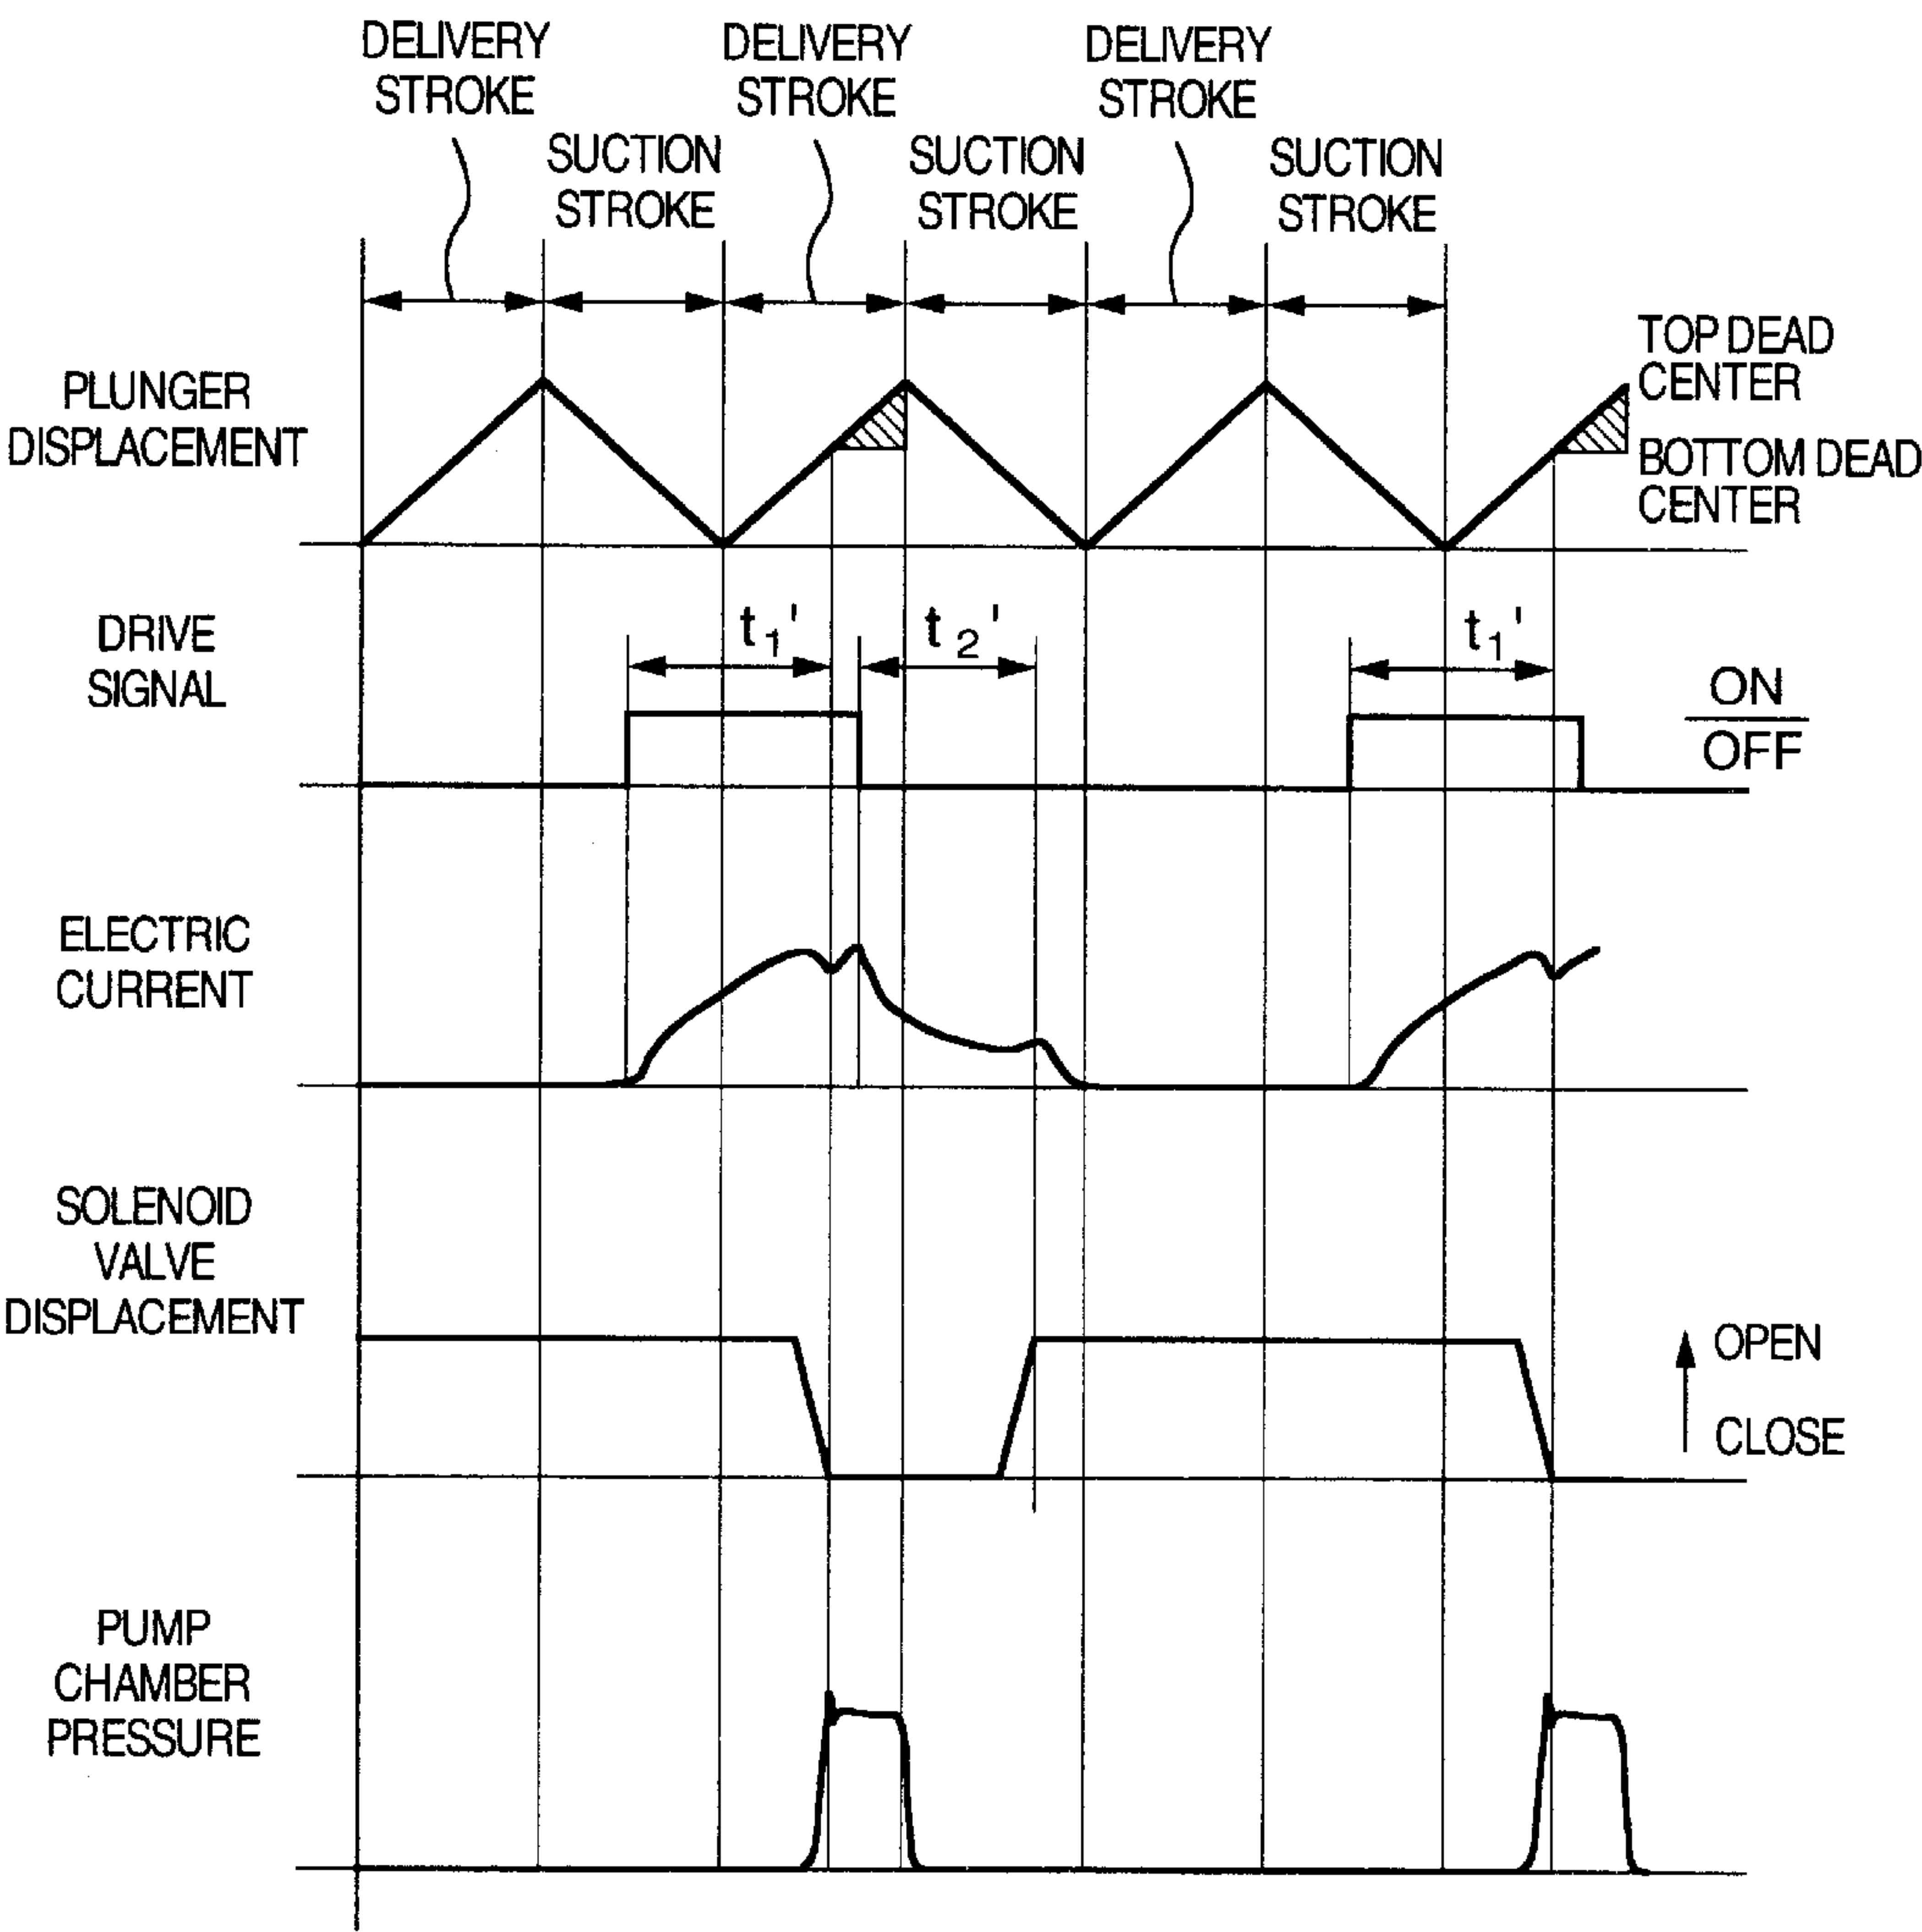 DELIVERY
STROKE
DELIVERY
STROKE
DELIVERY
STROKE
SUCTION
STROKE
SUCTION
STROKE
SUCTION
STROKE
PLUNGER
DISPLACEMENT
TOP DEAD
CENTER
BOTTOM DEAD
CENTER
DRIVE
SIGNAL
t1'
t2'
t1'
ON
OFF
ELECTRIC
CURRENT
SOLENOID
VALVE
DISPLACEMENT
OPEN
CLOSE
PUMP
CHAMBER
PRESSURE